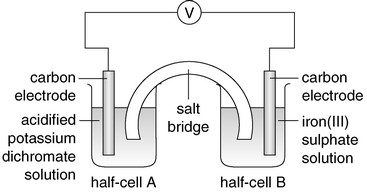 V
carbon
electrode
acidified
potassium
dichromate
solution
salt
bridge
carbon
electrode
iron(III)
sulphate
solution
half-cell A
half-cell B